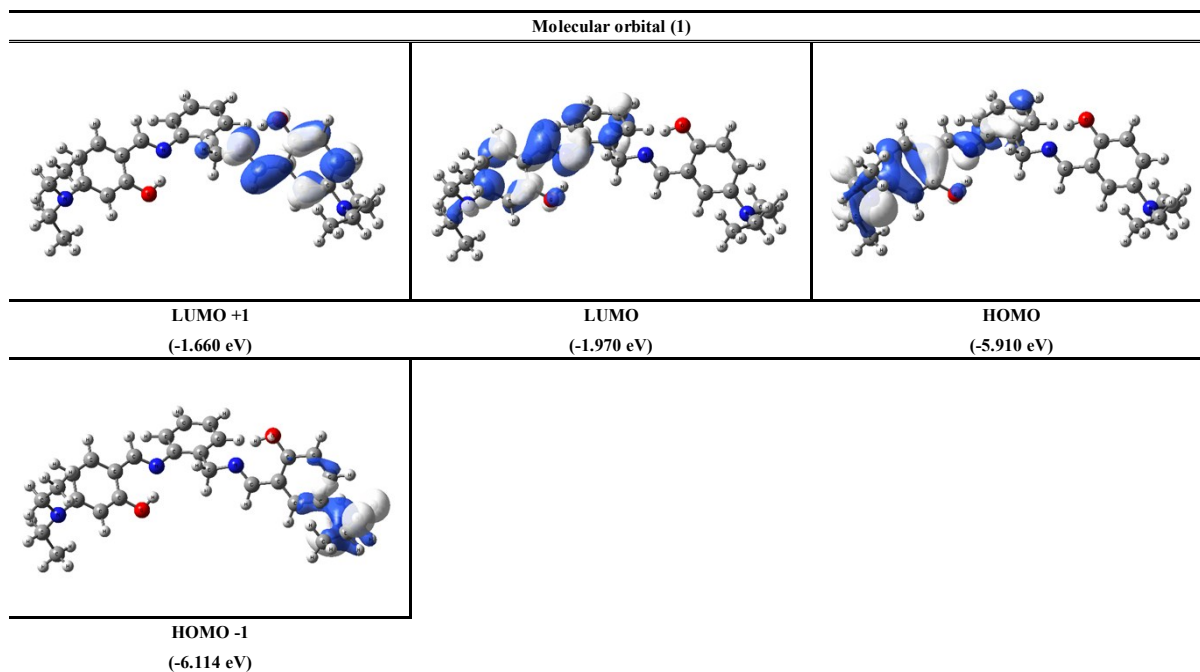 Molecular orbital (1)
LUMO +1
(-1.660 eV)
LUMO
(-1.970 eV)
HOMO
(-5.910 eV)
HOMO -1
(-6.114 eV)